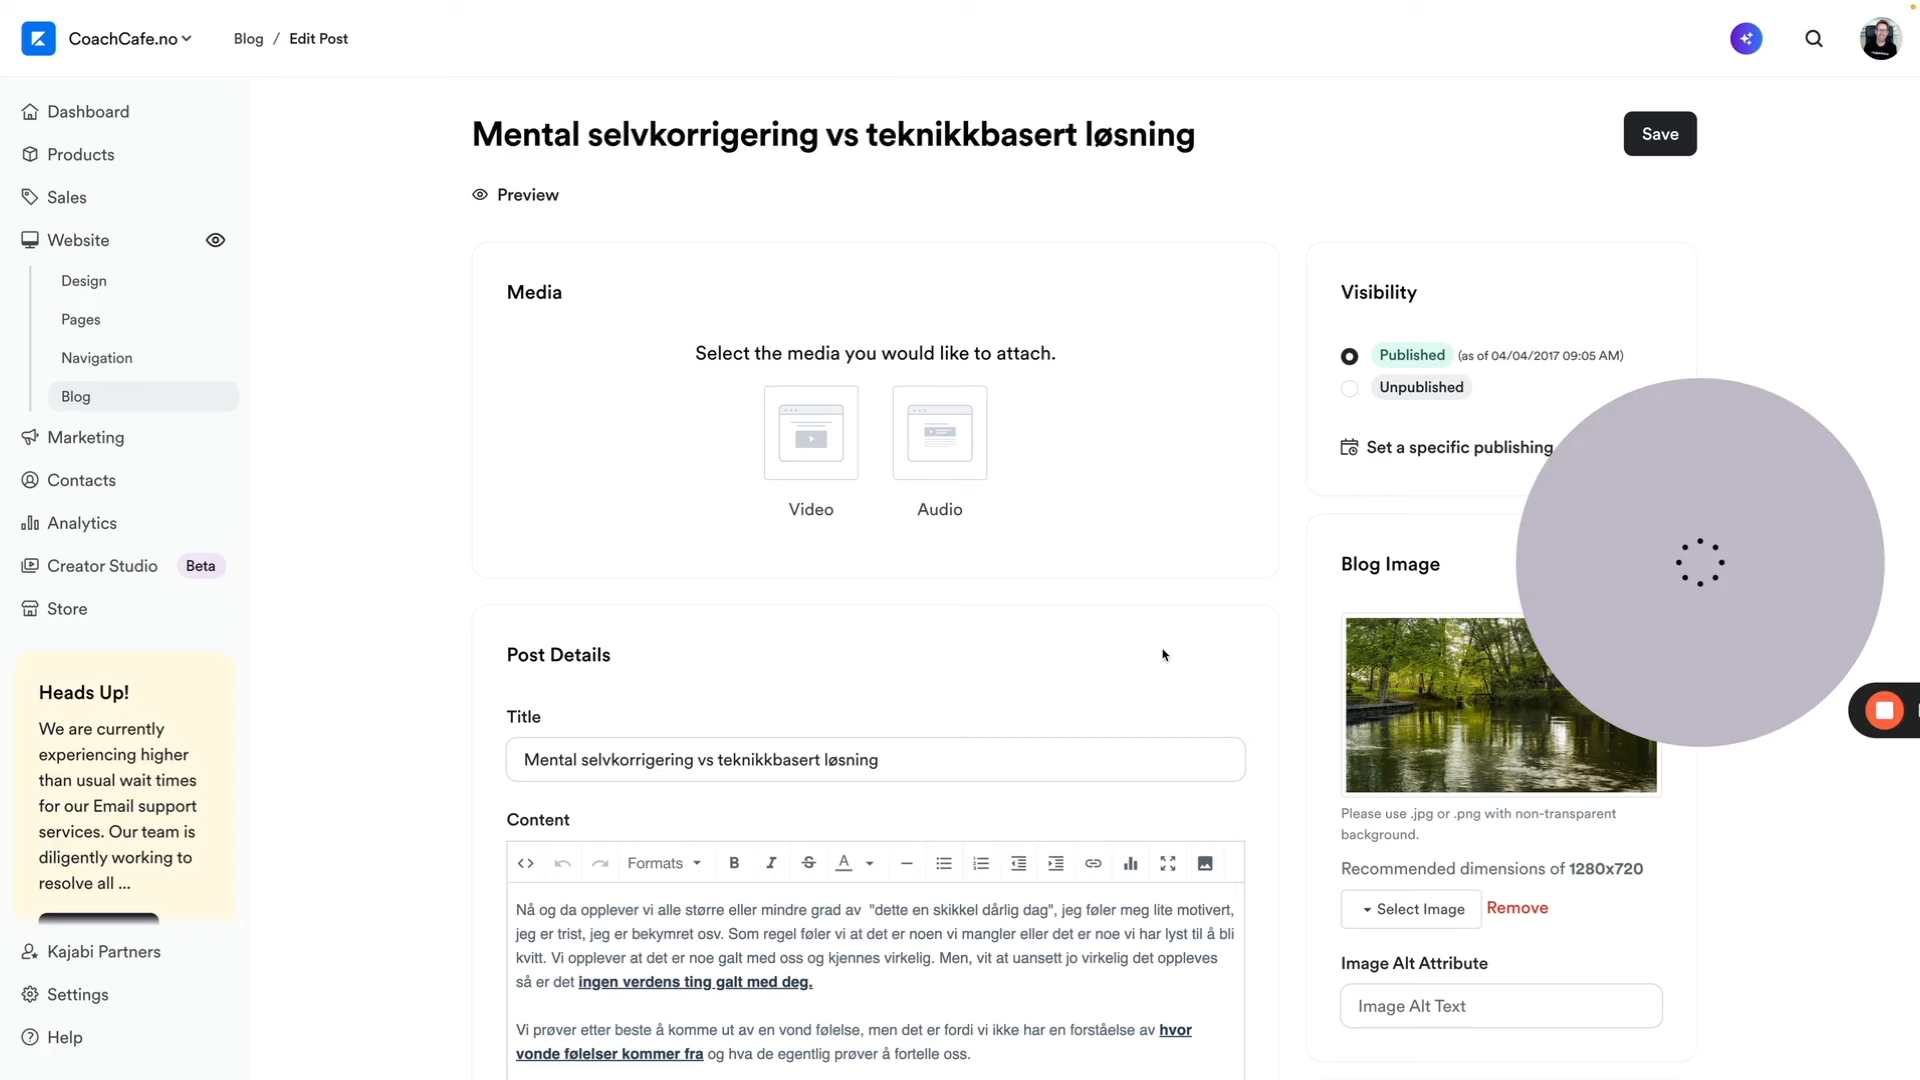 CoachCafe.no
Blog / Edit Post
Dashboard
Products
Sales
Website
Design
Pages
Navigation
Blog
Marketing
Contacts
Analytics
Creator Studio Beta
Store
Heads Up!
We are currently
experiencing higher
than usual wait times
for our Email support
services. Our team is
diligently working to
resolve all ...
Kajabi Partners
Settings
Help
Mental selvkorrigering vs teknikkbasert løsning
Save
Preview
Media
Select the media you would like to attach.
Video Audio
Post Details
Title
Mental selvkorrigering vs teknikkbasert løsning
Content
Formats B I S A
Nå og da opplever vi alle større eller mindre grad av "dette en skikkel dårlig dag", jeg føler meg lite motivert,
jeg er trist, jeg er bekymret osv. Som regel føler vi at det er noen vi mangler eller det er noe vi har lyst til å bli
kvitt. Vi opplever at det er noe galt med oss og kjennes virkelig. Men, vit at uansett jo virkelig det oppleves
så er det ingen verdens ting galt med deg.
Vi prøver etter beste å komme ut av en vond følelse, men det er fordi vi ikke har en forståelse av hvor
vonde følelser kommer fra og hva de egentlig prøver å fortelle oss.
Visibility
Published (as of 04/04/2017 09:05 AM)
Unpublished
Set a specific publishing
Blog Image
Please use .jpg or .png with non-transparent
background.
Recommended dimensions of 1280x720
Select Image Remove
Image Alt Attribute
Image Alt Text